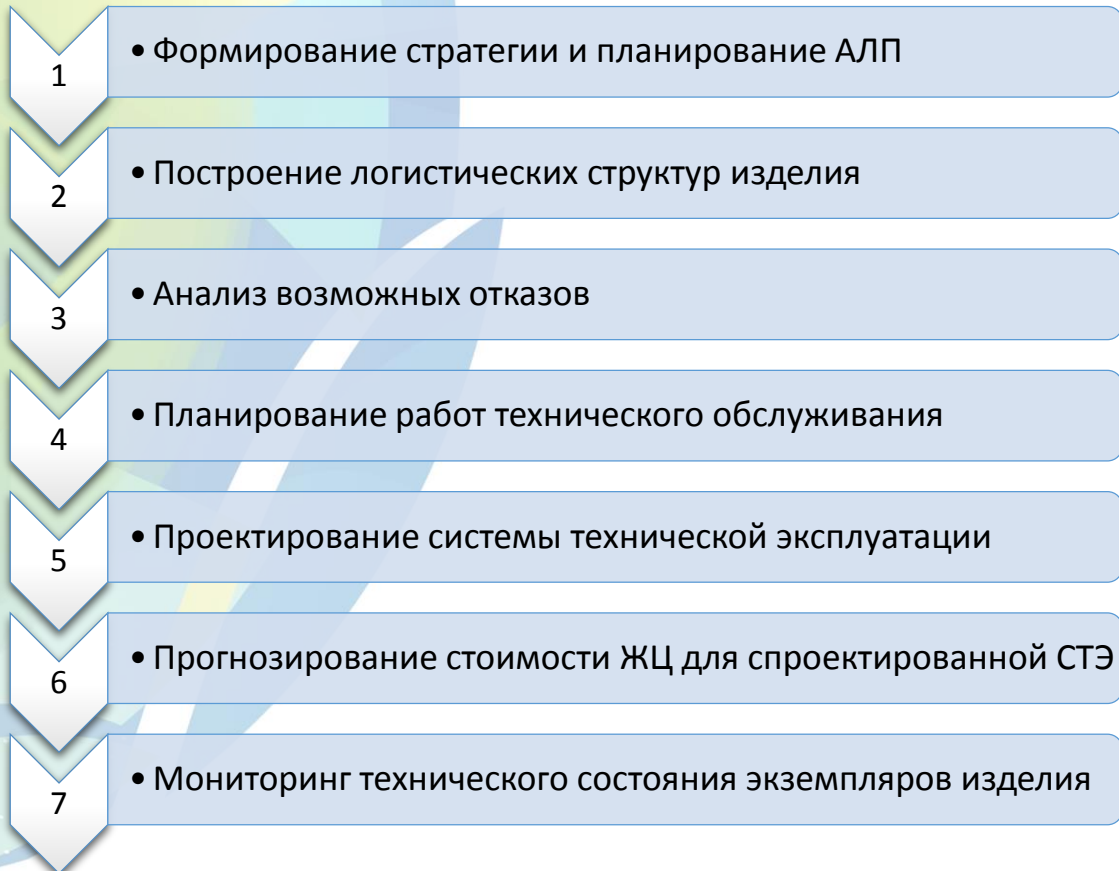 1
• Формирование стратегии и планирование АЛП
2
• Построение логистических структур изделия
3
• Анализ возможных отказов
4
• Планирование работ технического обслуживания
5
• Проектирование системы технической эксплуатации
6
• Прогнозирование стоимости ЖЦ для спроектированной СТЭ
7
• Мониторинг технического состояния экземпляров изделия